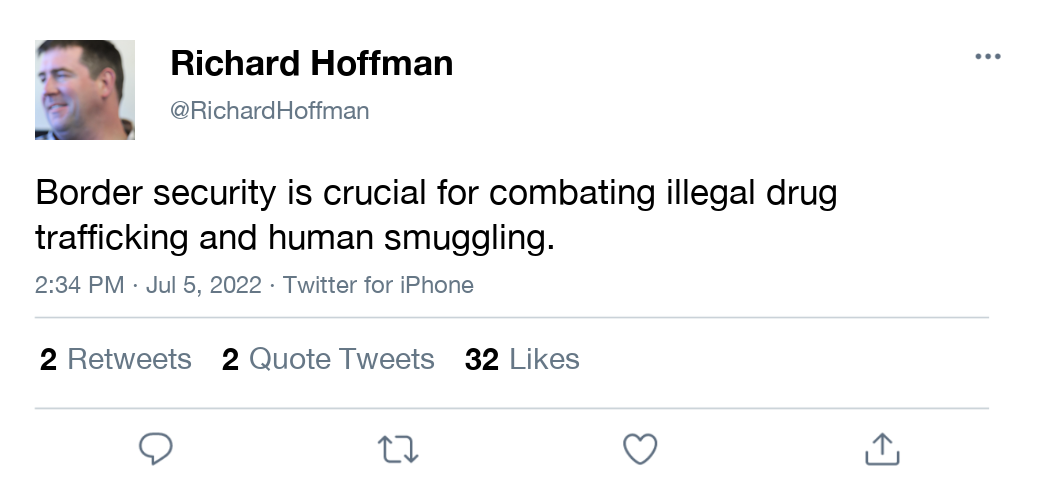 Richard Hoffman
@RichardHoffman
Border security is crucial for combating illegal drug
trafficking and human smuggling.
2:34 PM · Jul 5, 2022 · Twitter for iPhone
2 Retweets 2 Quote Tweets 32 Likes